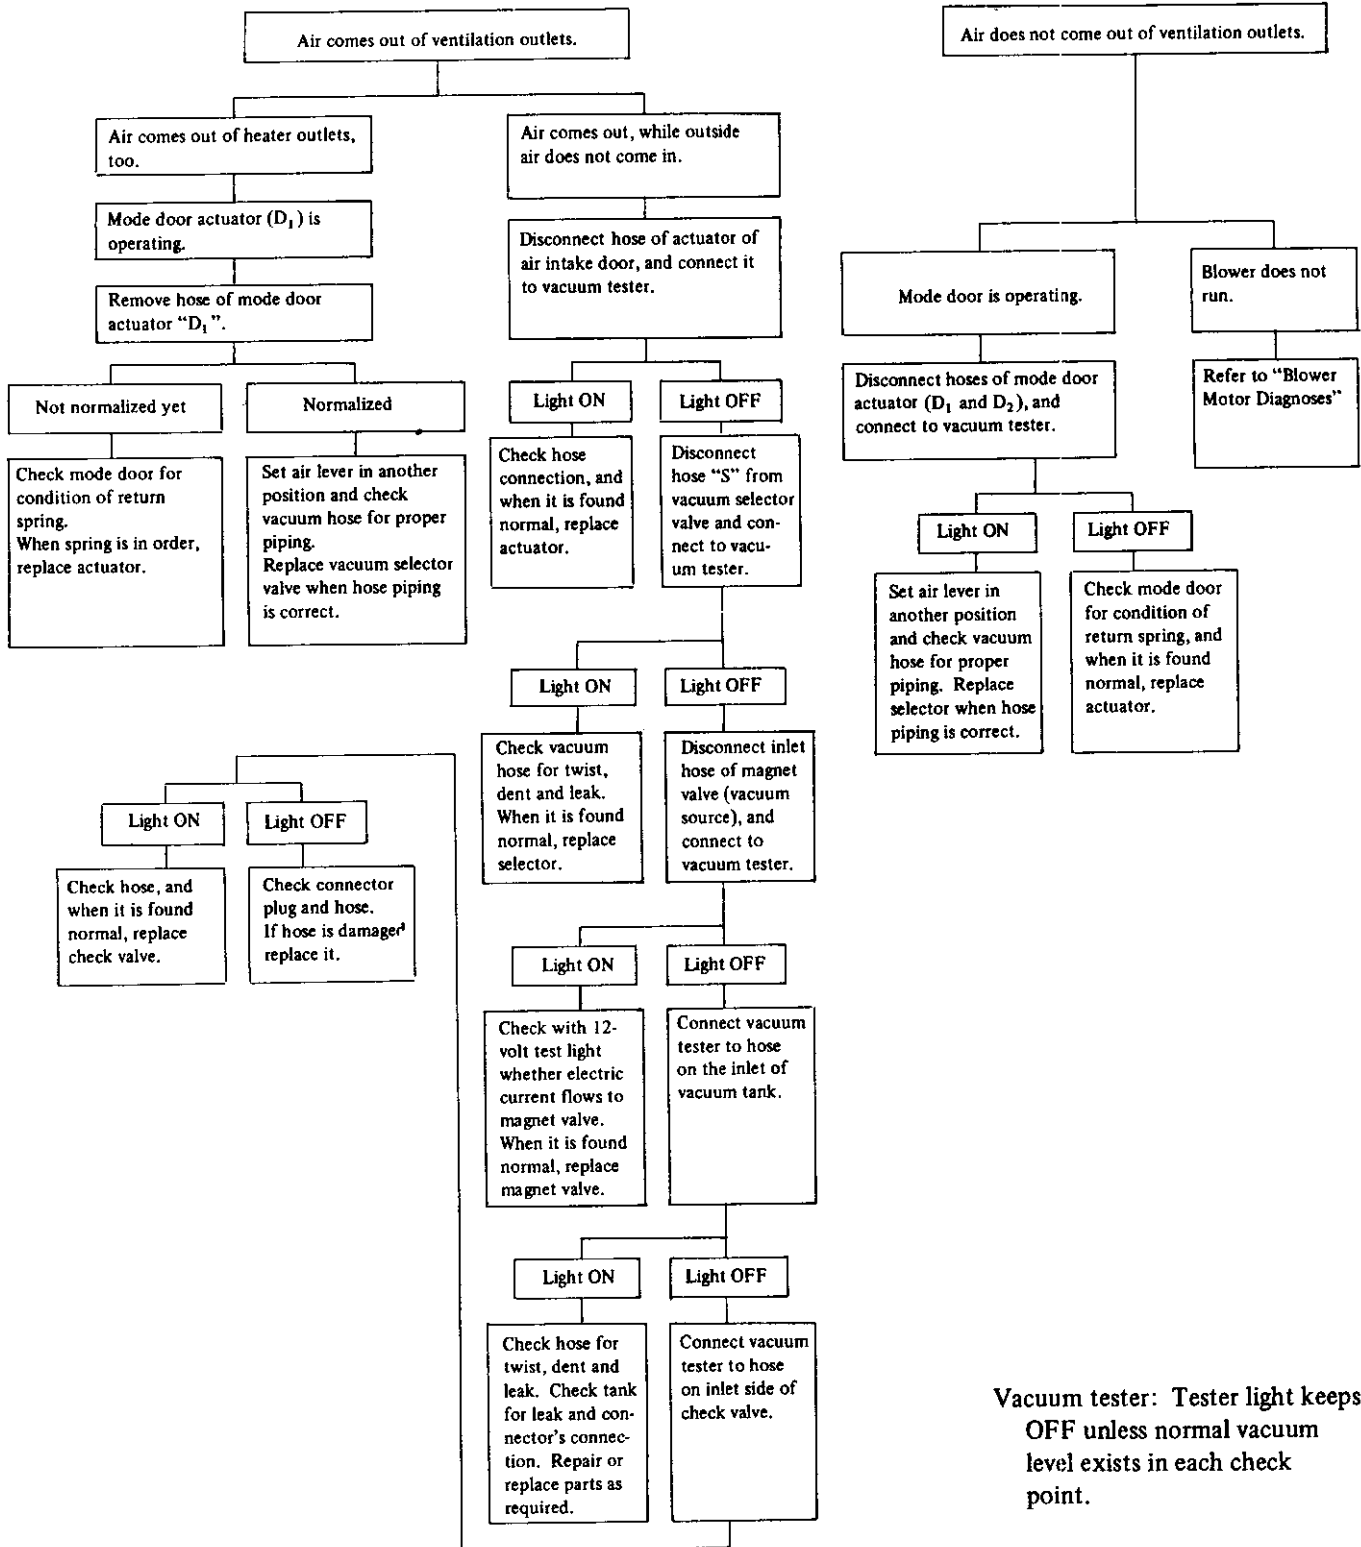 Air comes out of ventilation outlets.
Air comes out of heater outlets,
too.
Mode door actuator (D₁) is
operating.
Remove hose of mode door
actuator “D₁”.
Not normalized yet
Check mode door for
condition of return
spring.
When spring is in order,
replace actuator.
Normalized
Set air lever in another
position and check
vacuum hose for proper
piping.
Replace vacuum selector
valve when hose piping
is correct.
Air comes out, while outside
air does not come in.
Disconnect hose of actuator of
air intake door, and connect it
to vacuum tester.
Light ON
Check hose
connection, and
when it is found
normal, replace
actuator.
Light OFF
Disconnect
hose “S” from
vacuum selector
valve and con-
nect to vacu-
um tester.
Light ON
Check vacuum
hose for twist,
dent and leak.
When it is found
normal, replace
selector.
Light OFF
Disconnect inlet
hose of magnet
valve (vacuum
source), and
connect to
vacuum tester.
Light ON
Check with 12-
volt test light
whether electric
current flows to
magnet valve.
When it is found
normal, replace
magnet valve.
Light OFF
Connect vacuum
tester to hose
on the inlet of
vacuum tank.
Light ON
Check hose for
twist, dent and
leak. Check tank
for leak and con-
nector’s connec-
tion. Repair or
replace parts as
required.
Light OFF
Connect vacuum
tester to hose
on inlet side of
check valve.
Light ON
Check hose, and
when it is found
normal, replace
check valve.
Light OFF
Check connector
plug and hose.
If hose is damaged
replace it.
Air does not come out of ventilation outlets.
Mode door is operating.
Disconnect hoses of mode door
actuator (D₁ and D₂), and
connect to vacuum tester.
Light ON
Set air lever in
another position
and check vacuum
hose for proper
piping. Replace
selector when hose
piping is correct.
Light OFF
Check mode door
for condition of
return spring, and
when it is found
normal, replace
actuator.
Blower does not
run.
Refer to “Blower
Motor Diagnoses”
Vacuum tester: Tester light keeps
OFF unless normal vacuum
level exists in each check
point.